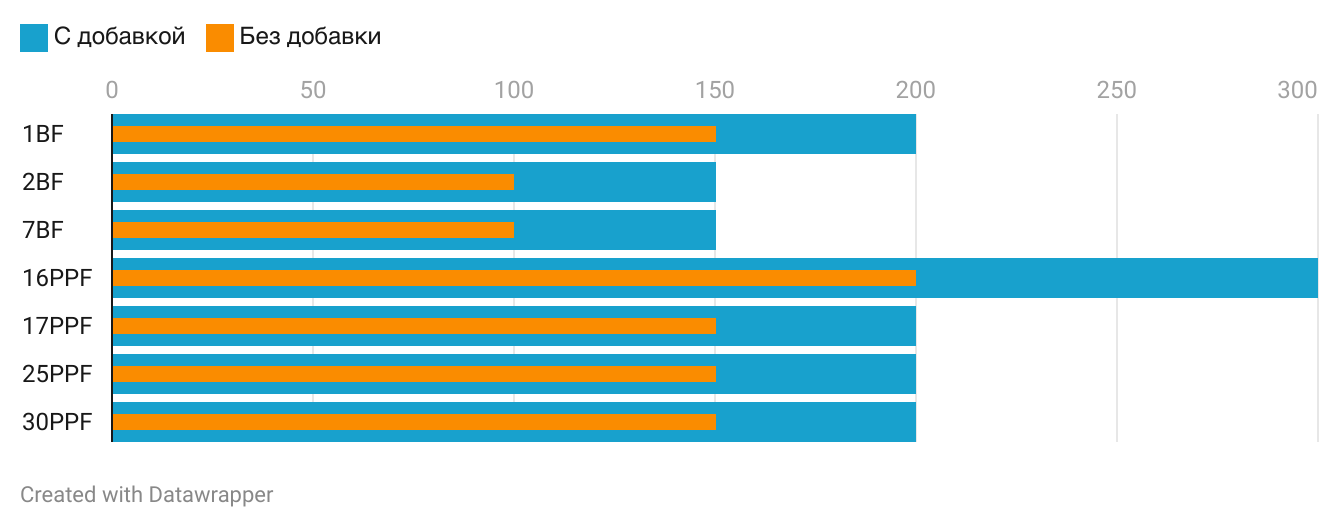 С добавкой Без добавки
0 50 100 150 200 250 300
1BF
2BF
7BF
16PPF
17PPF
25PPF
30PPF
Created with Datawrapper